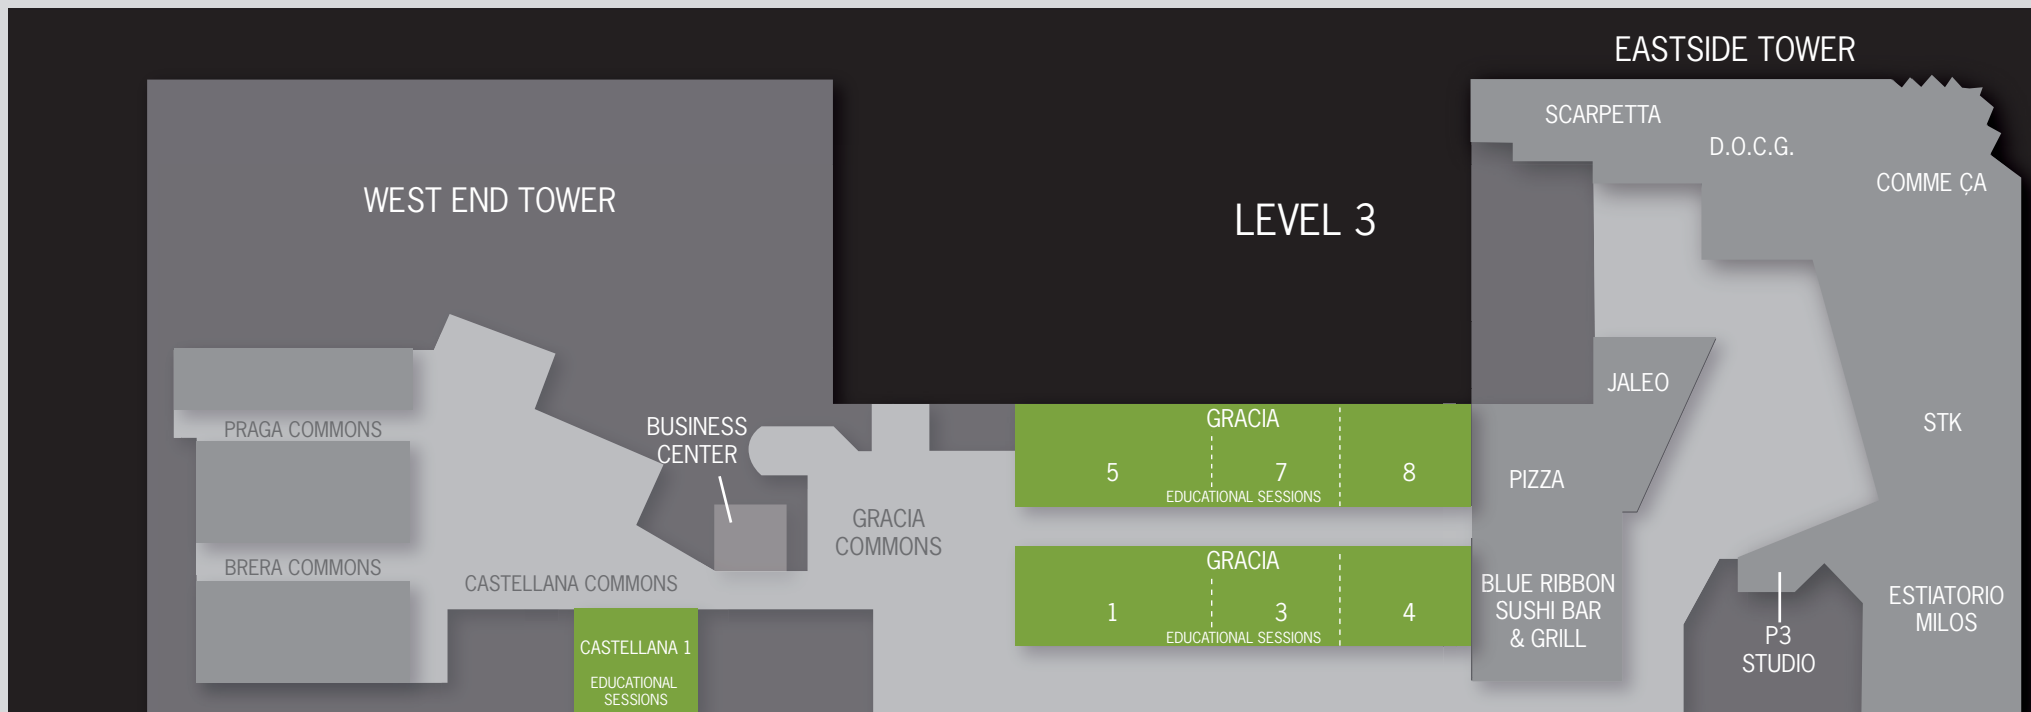 EASTSIDE TOWER
SCARPETTA
D.O.C.G.
COMME ÇA
WEST END TOWER
LEVEL 3
JALEO
STK
PRAGA COMMONS
BUSINESS
CENTER
GRACIA
5
7
8
EDUCATIONAL SESSIONS
PIZZA
GRACIA
COMMONS
BRERA COMMONS
CASTELLANA COMMONS
GRACIA
1
3
4
EDUCATIONAL SESSIONS
BLUE RIBBON
SUSHI BAR
& GRILL
ESTIATORIO
MILOS
P3
STUDIO
CASTELLANA 1
EDUCATIONAL
SESSIONS